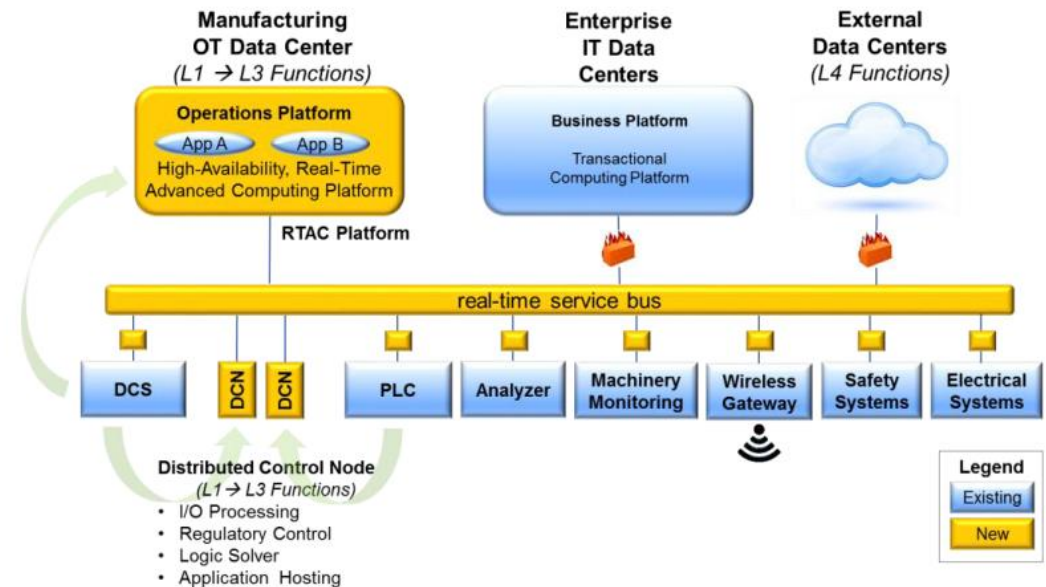 Manufacturing
OT Data Center
(L1 → L3 Functions)
Enterprise
IT Data
Centers
External
Data Centers
(L4 Functions)
Operations Platform
App A
App B
High-Availability, Real-Time
Advanced Computing Platform
Business Platform
Transactional
Computing Platform
RTAC Platform
real-time service bus
DCS
DCN
DCN
PLC
Analyzer
Machinery
Monitoring
Wireless
Gateway
Safety
Systems
Electrical
Systems
Distributed Control Node
(L1→ L3 Functions)
• I/O Processing
• Regulatory Control
• Logic Solver
• Application Hosting
Legend
Existing
New